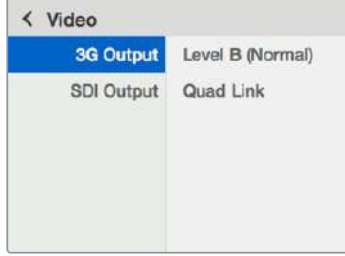 < Video
3G Output Level B (Normal)
SDI Output Quad Link